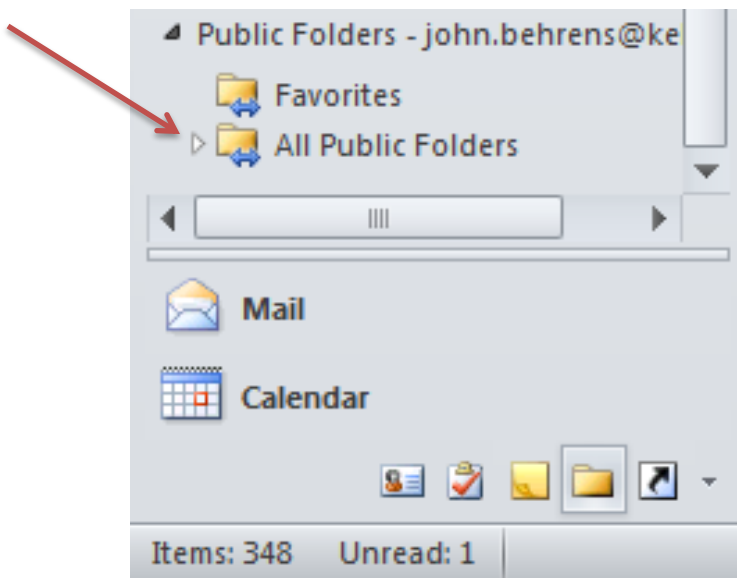 Public Folders - john.behrens@ke
Favorites
All Public Folders
Mail
Calendar
Items: 348 Unread: 1